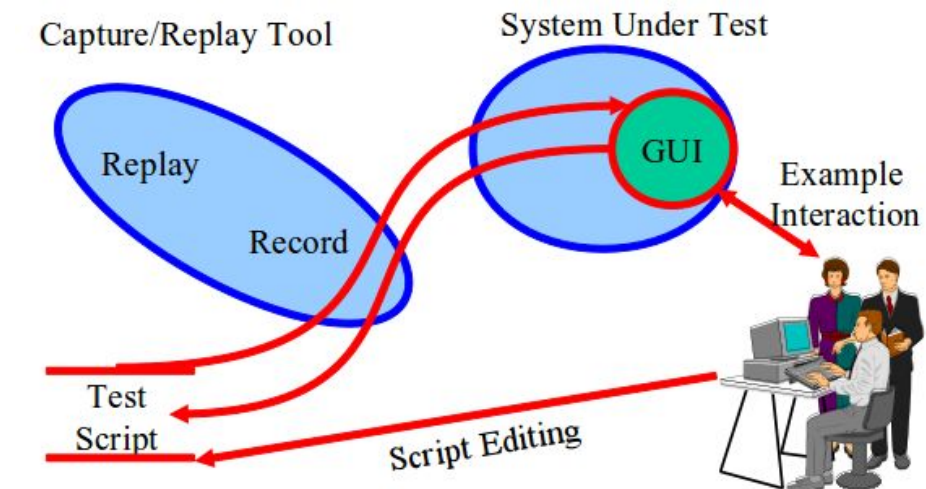 Capture/Replay Tool
System Under Test
Replay
Record
GUI
Example
Interaction
Test
Script
Script Editing